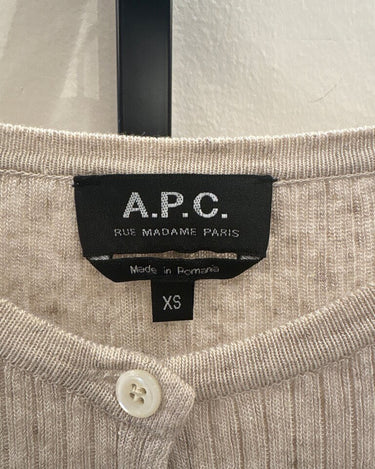 A.P.C.
RUE MADAME PARIS
Made in Romania
XS